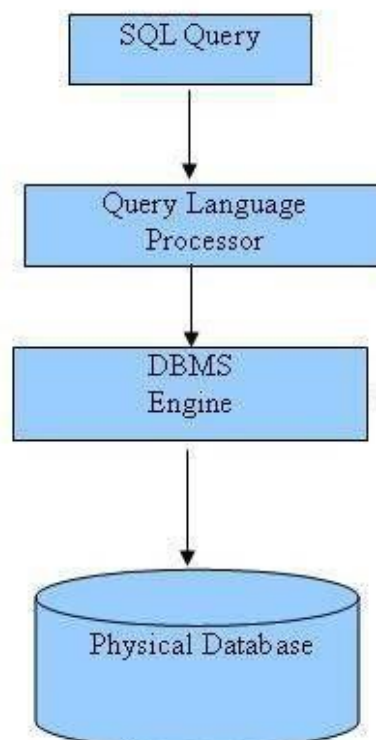 SQL Query
Query Language
Processor
DBMS
Engine
Physical Database